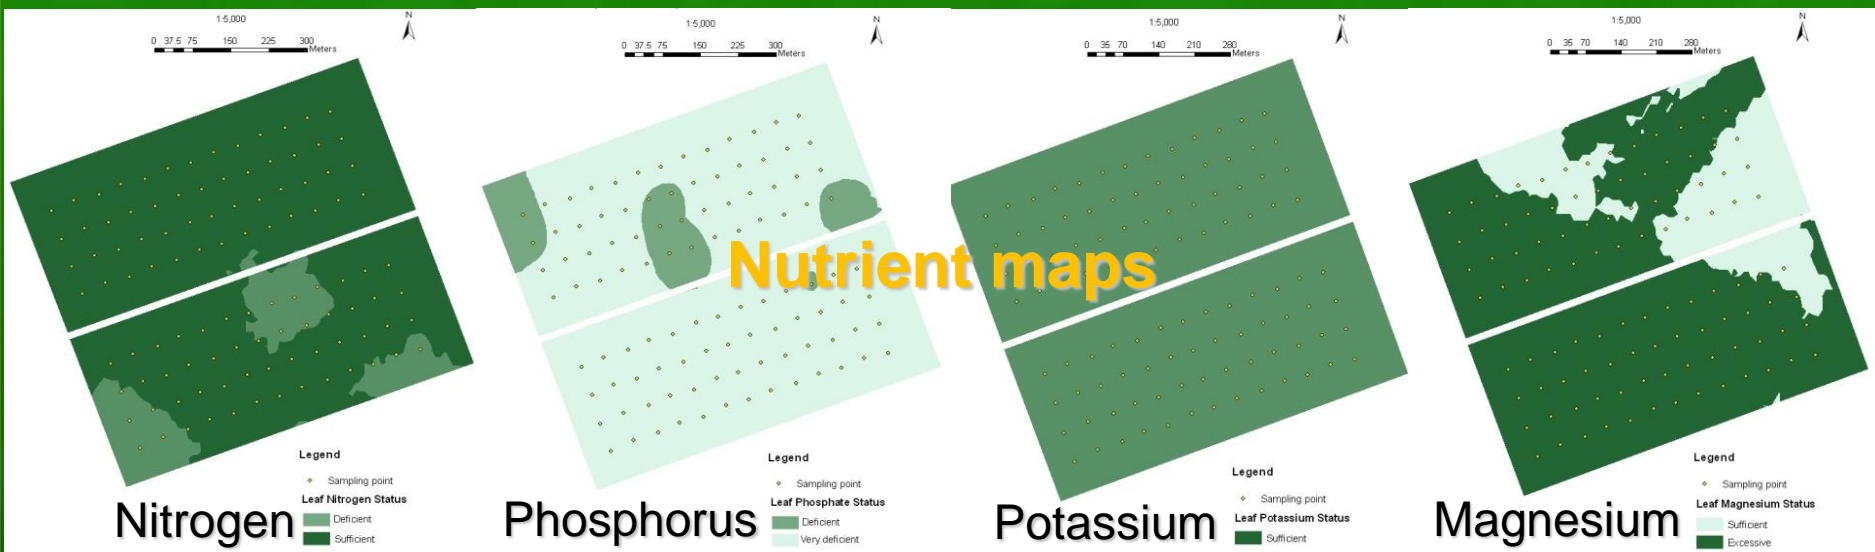 1:5,000
N
0 37.5 75 150 225 300
Meters
Legend
Sampling point
Leaf Nitrogen Status
Deficient
Sufficient
Nitrogen
1:5,000
N
0 37.5 75 150 225 300
Meters
Legend
Sampling point
Leaf Phosphate Status
Deficient
Very deficient
Phosphorus
Nutrient maps
1:5,000
N
0 35 70 140 210 280
Meters
Legend
Sampling point
Leaf Potassium Status
Sufficient
Potassium
1:5,000
N
0 35 70 140 210 280
Meters
Legend
Sampling point
Leaf Magnesium Status
Sufficient
Excessive
Magnesium